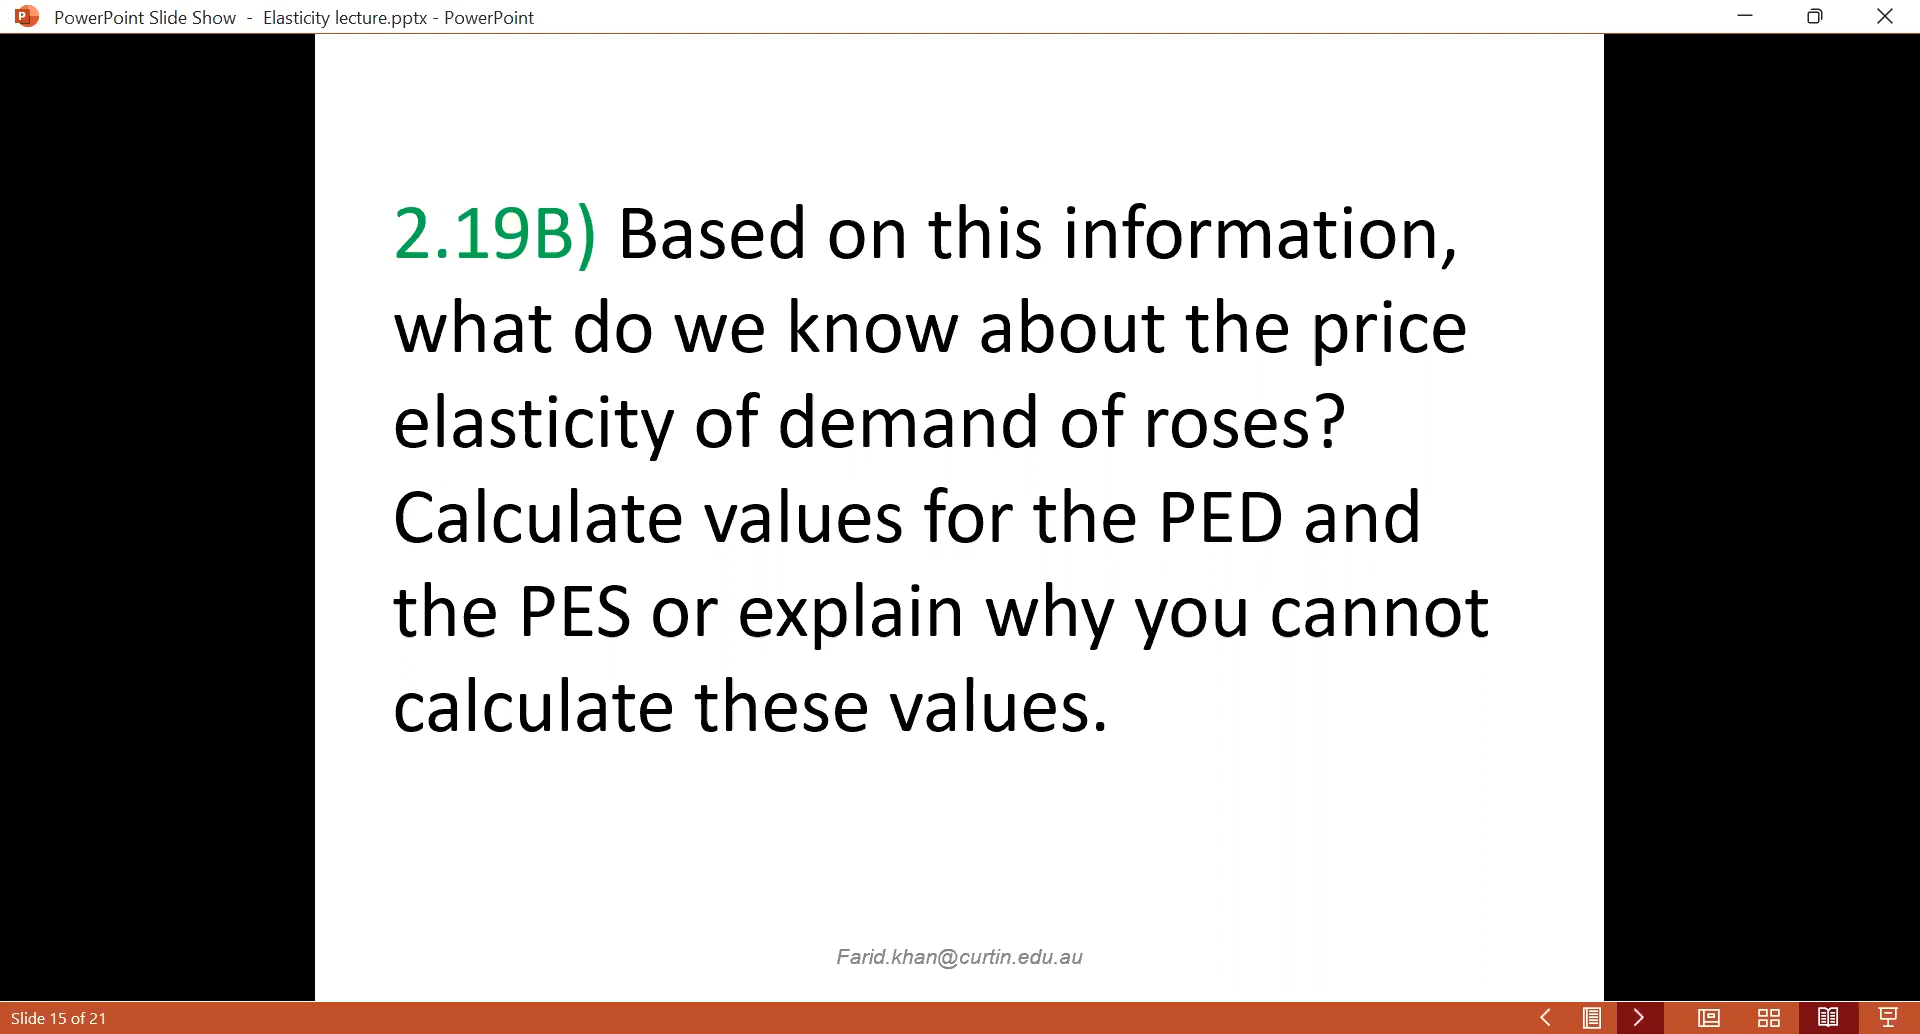 PowerPoint Slide Show - Elasticity lecture.pptx - PowerPoint
2.19B) Based on this information,
what do we know about the price
elasticity of demand of roses?
Calculate values for the PED and
the PES or explain why you cannot
calculate these values.
Farid.khan@curtin.edu.au
Slide 15 of 21